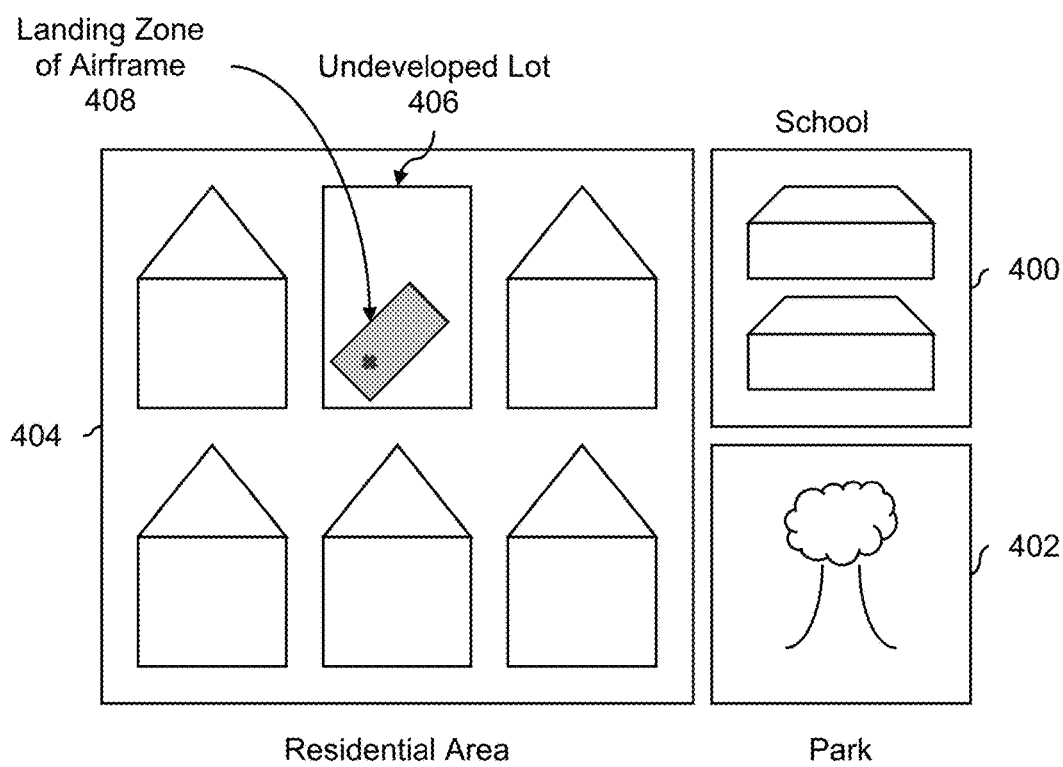 Landing Zone
of Airframe
408
Undeveloped Lot
406
School
400
404
402
Residential Area
Park